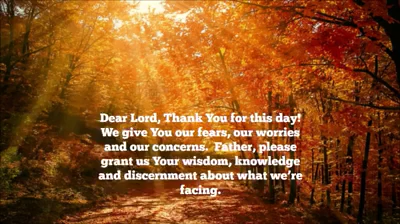 Dear Lord, Thank You for this day!
We give You our fears, our worries
and our concerns.  Father, please
grant us Your wisdom, knowledge
and discernment about what we're
facing.